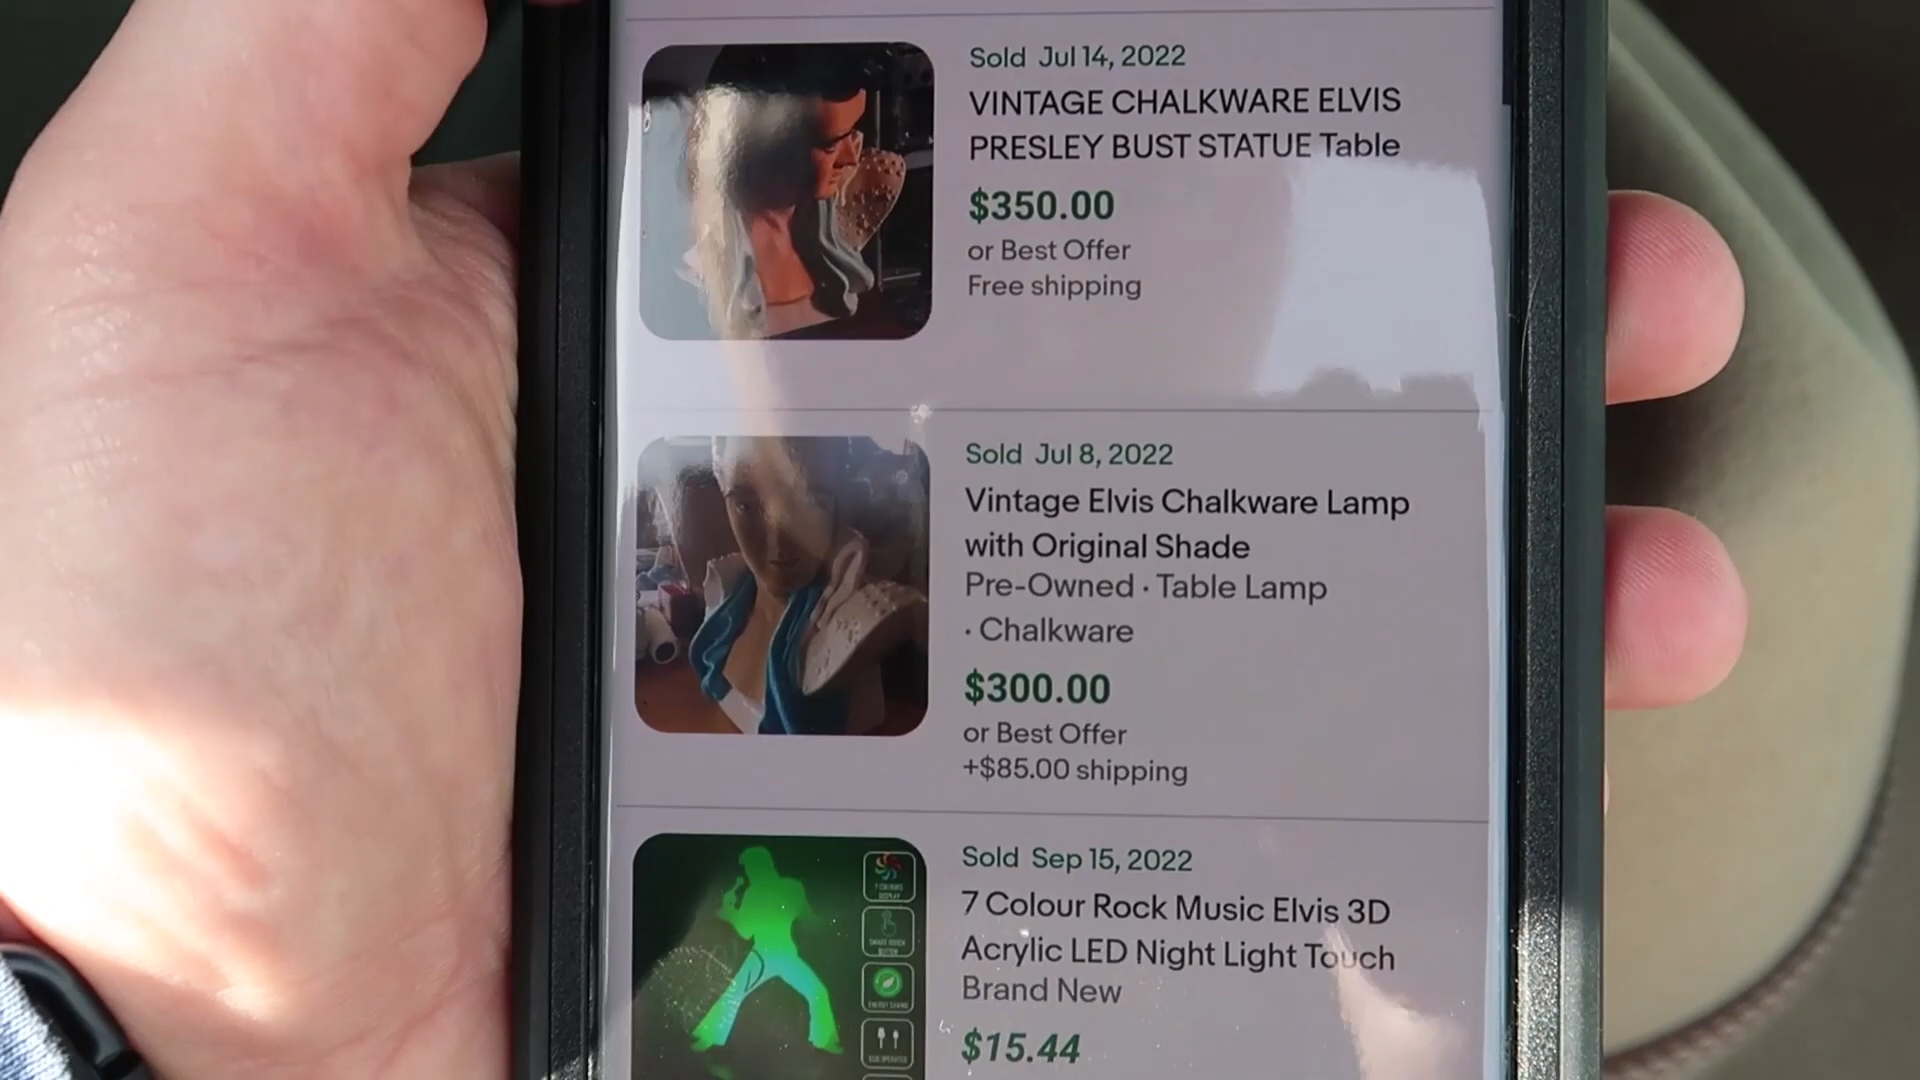 Sold Jul 14, 2022
VINTAGE CHALKWARE ELVIS
PRESLEY BUST STATUE Table
$350.00
or Best Offer
Free shipping
Sold Jul 8, 2022
Vintage Elvis Chalkware Lamp
with Original Shade
Pre-Owned · Table Lamp
· Chalkware
$300.00
or Best Offer
+$85.00 shipping
Sold Sep 15, 2022
7 Colour Rock Music Elvis 3D
Acrylic LED Night Light Touch
Brand New
$15.44